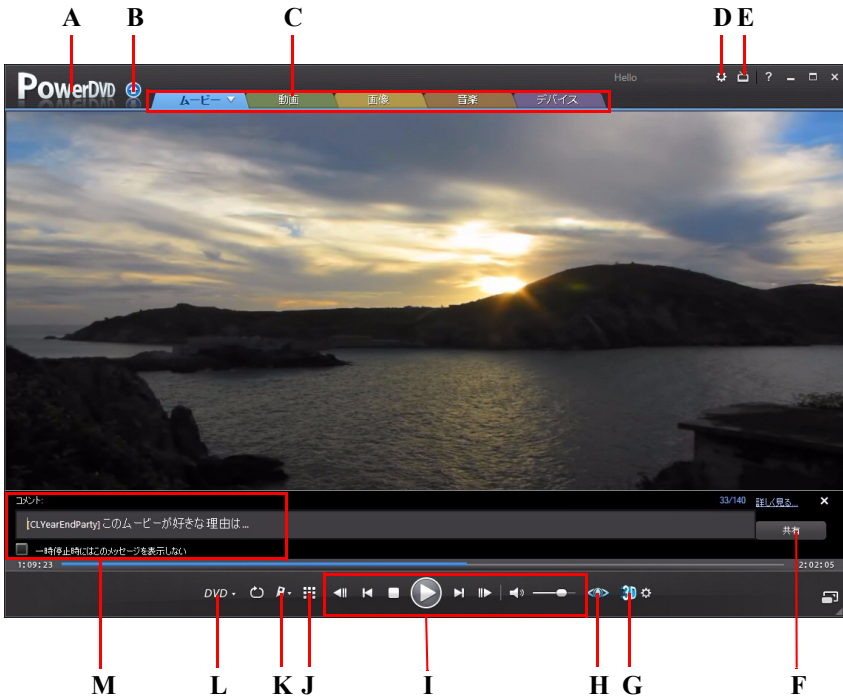 A B C D E
PowerDVD
Hello
?
ムービー 動画 画像 音楽 デバイス
コメント:
33/140 詳しく見る...
[CLYearEndParty] このムービーが好きな理由は...
共有
一時停止時にはこのメッセージを表示しない
1:09:23 2:02:05
DVD
3D
M L K J I H G F